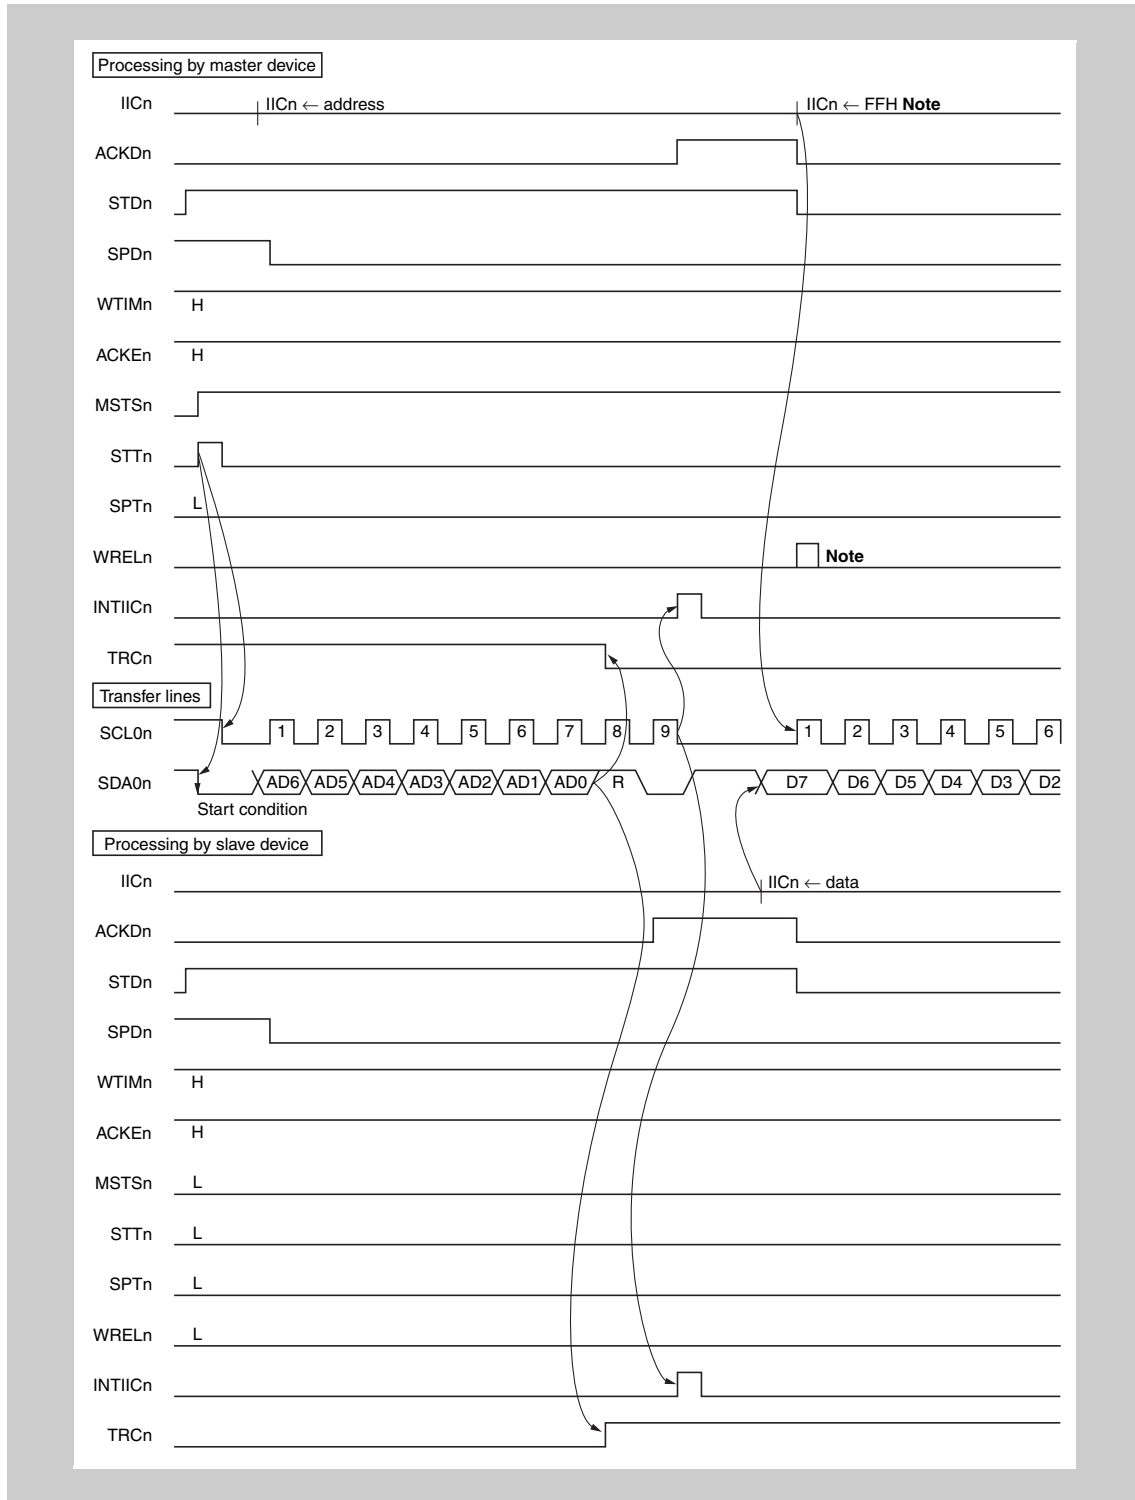 Processing by master device
IICn IICn ← address IICn ← FFH Note
ACKDn
STDn
SPDn
WTIMn H
ACKEn H
MSTSn
STTn
SPTn L
WRELn Note
INTIICn
TRCn
Transfer lines
SCL0n 1 2 3 4 5 6 7 8 9 1 2 3 4 5 6
SDA0n AD6 AD5 AD4 AD3 AD2 AD1 AD0 R D7 D6 D5 D4 D3 D2
Start condition
Processing by slave device
IICn IICn ← data
ACKDn
STDn
SPDn
WTIMn H
ACKEn H
MSTSn L
STTn L
SPTn L
WRELn L
INTIICn
TRCn